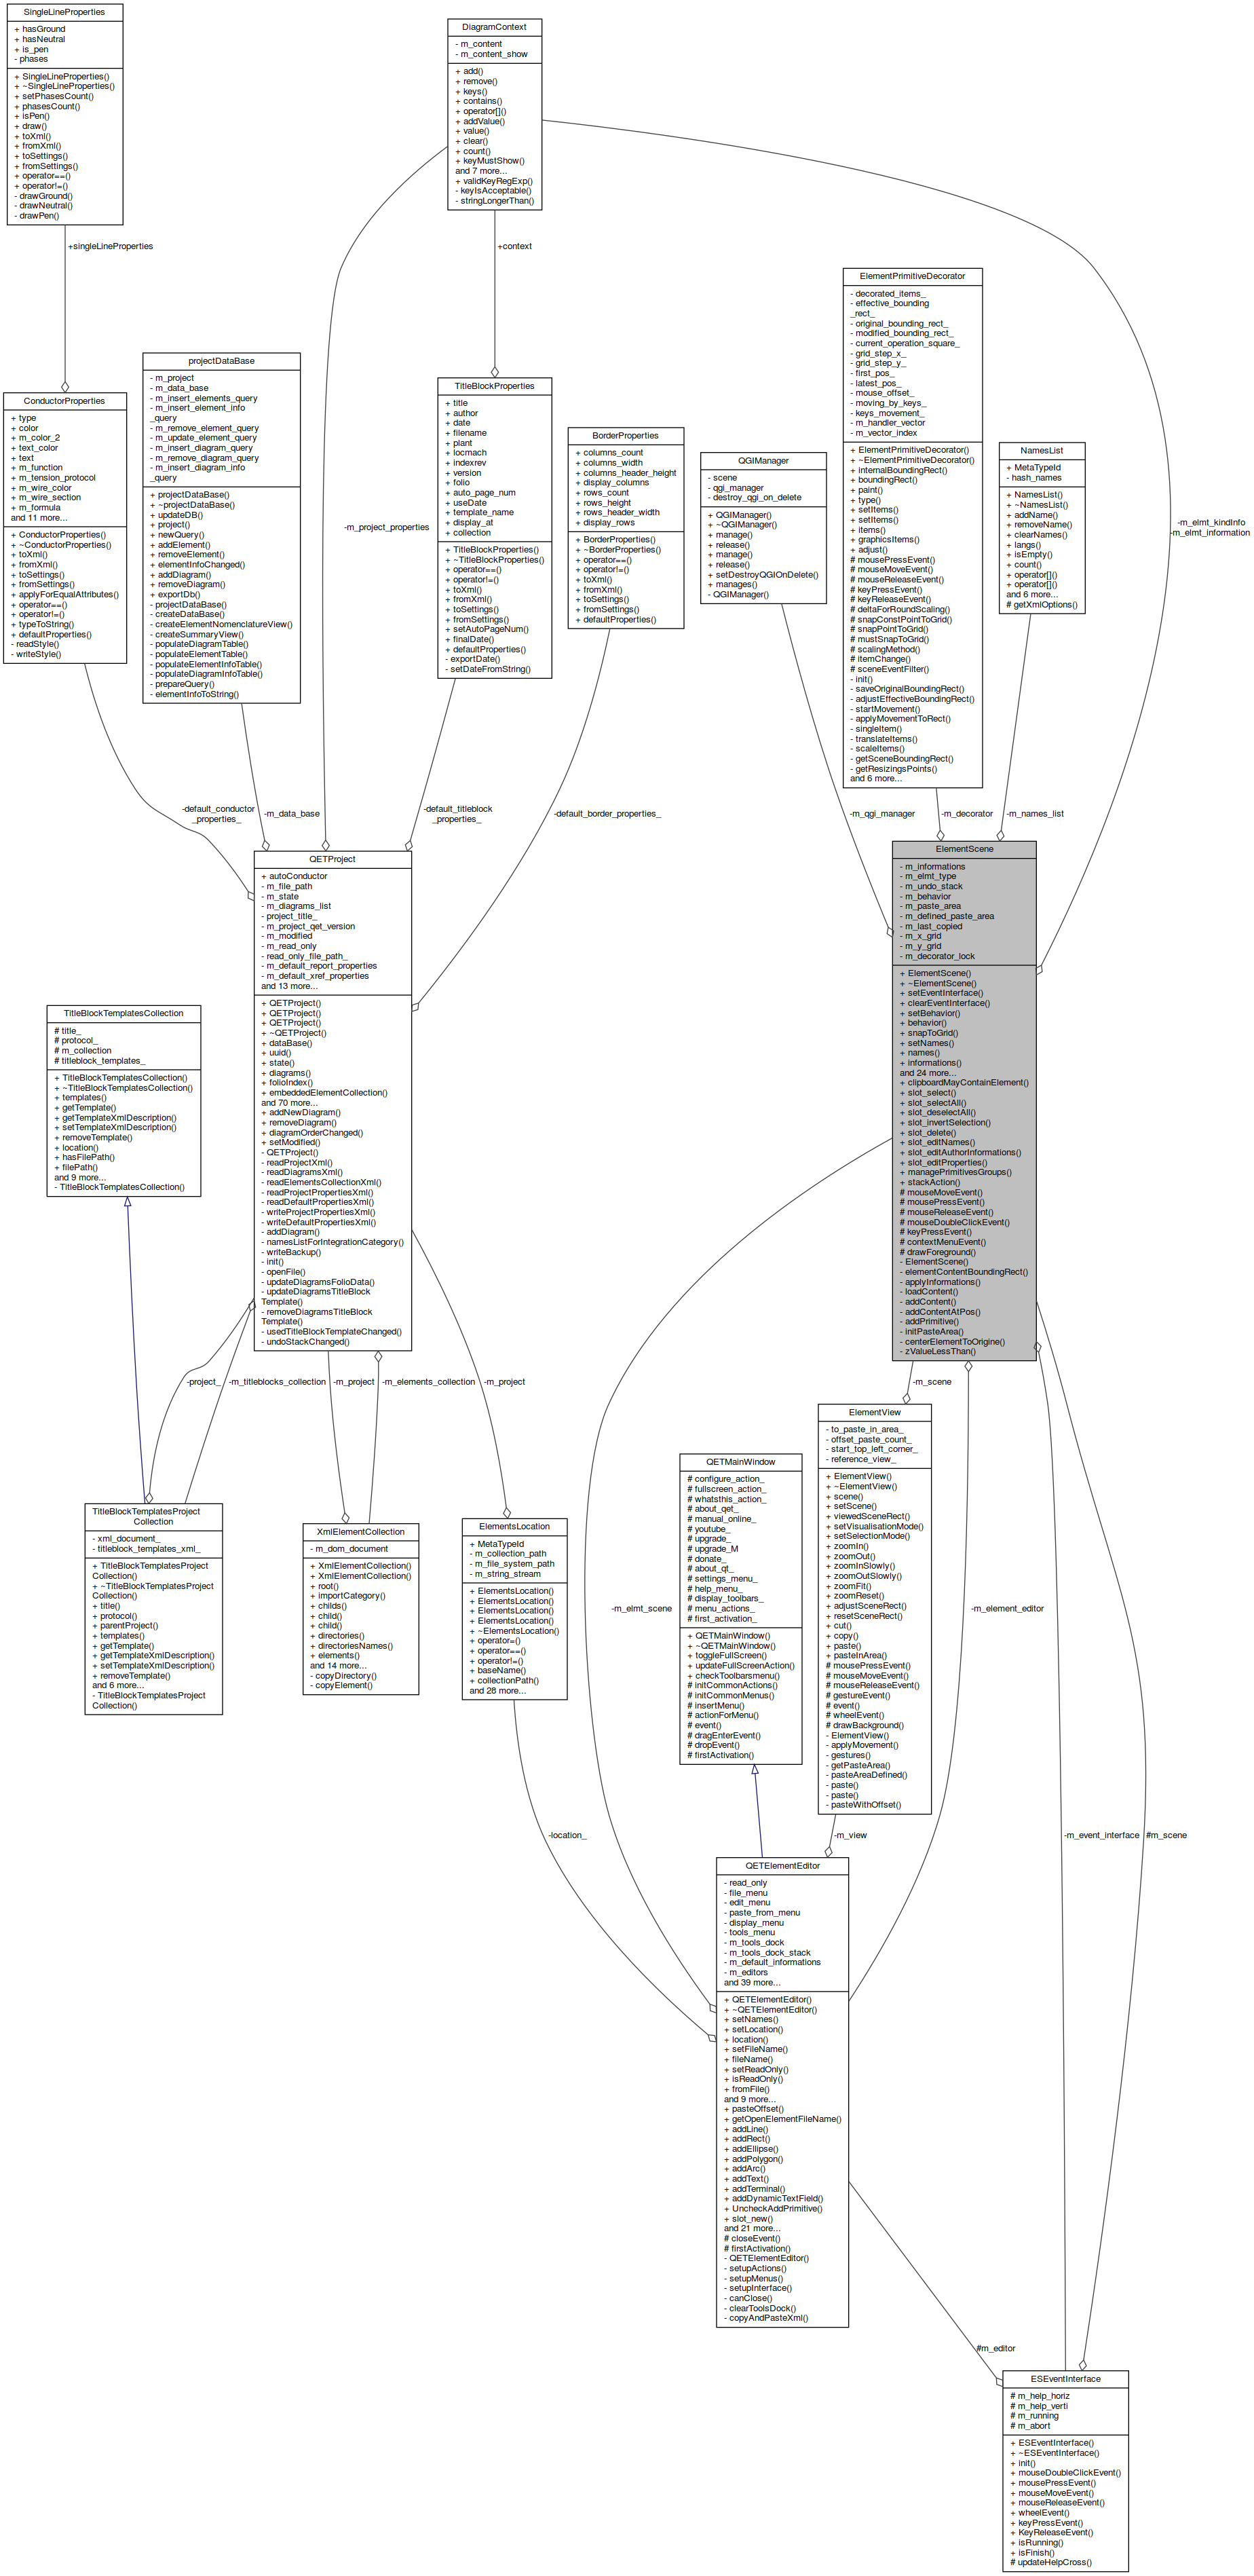 SingleLineProperties
+ hasGround
+ hasNeutral
+ is_pen
- phases
+ SingleLineProperties()
+ ~SingleLineProperties()
+ setPhasesCount()
+ phasesCount()
+ isPen()
+ draw()
+ toXml()
+ fromXml()
+ toSettings()
+ fromSettings()
+ operator==()
+ operator!=()
- drawGround()
- drawNeutral()
- drawPen()
+singleLineProperties
DiagramContext
- m_content
- m_content_show
+ add()
+ remove()
+ keys()
+ contains()
+ operator[]()
+ addValue()
+ value()
+ clear()
+ count()
+ keyMustShow()
and 7 more...
+ validKeyRegExp()
- keyIsAcceptable()
- stringLongerThan()
+context
ConductorProperties
+ type
+ color
+ m_color_2
+ text_color
+ text
+ m_function
+ m_tension_protocol
+ m_wire_color
+ m_wire_section
+ m_formula
and 11 more...
+ ConductorProperties()
+ ~ConductorProperties()
+ toXml()
+ fromXml()
+ toSettings()
+ fromSettings()
+ applyForEqualAttributes()
+ operator==()
+ operator!=()
+ typeToString()
+ defaultProperties()
- readStyle()
- writeStyle()
projectDataBase
- m_project
- m_data_base
- m_insert_elements_query
- m_insert_element_info
_query
- m_remove_element_query
- m_update_element_query
- m_insert_diagram_query
- m_remove_diagram_query
- m_insert_diagram_info
_query
+ projectDataBase()
+ ~projectDataBase()
+ updateDB()
+ project()
+ newQuery()
+ addElement()
+ removeElement()
+ elementInfoChanged()
+ addDiagram()
+ removeDiagram()
+ exportDb()
- projectDataBase()
- createDataBase()
- createElementNomenclatureView()
- createSummaryView()
- populateDiagramTable()
- populateElementTable()
- populateElementInfoTable()
- populateDiagramInfoTable()
- prepareQuery()
- elementInfoToString()
-m_project_properties
TitleBlockProperties
+ title
+ author
+ date
+ filename
+ plant
+ locmach
+ indexrev
+ version
+ folio
+ auto_page_num
+ useDate
+ template_name
+ display_at
+ collection
+ TitleBlockProperties()
+ ~TitleBlockProperties()
+ operator==()
+ operator!=()
+ toXml()
+ fromXml()
+ toSettings()
+ fromSettings()
+ setAutoPageNum()
+ finalDate()
+ defaultProperties()
- exportDate()
- setDateFromString()
BorderProperties
+ columns_count
+ columns_width
+ columns_header_height
+ display_columns
+ rows_count
+ rows_height
+ rows_header_width
+ display_rows
+ BorderProperties()
+ ~BorderProperties()
+ operator==()
+ operator!=()
+ toXml()
+ fromXml()
+ toSettings()
+ fromSettings()
+ defaultProperties()
QGIManager
- scene
- qgi_manager
- destroy_qgi_on_delete
+ QGIManager()
+ ~QGIManager()
+ manage()
+ release()
+ manage()
+ release()
+ setDestroyQGIOnDelete()
+ manages()
- QGIManager()
ElementPrimitiveDecorator
- decorated_items_
- effective_bounding
_rect_
- original_bounding_rect_
- modified_bounding_rect_
- current_operation_square_
- grid_step_x_
- grid_step_y_
- first_pos_
- latest_pos_
- mouse_offset_
- moving_by_keys_
- keys_movement_
- m_handler_vector
- m_vector_index
+ ElementPrimitiveDecorator()
+ ~ElementPrimitiveDecorator()
+ internalBoundingRect()
+ boundingRect()
+ paint()
+ type()
+ setItems()
+ setItems()
+ items()
+ graphicsItems()
+ adjust()
# mousePressEvent()
# mouseMoveEvent()
# mouseReleaseEvent()
# keyPressEvent()
# keyReleaseEvent()
# deltaForRoundScaling()
# snapConstPointToGrid()
# snapPointToGrid()
# mustSnapToGrid()
# scalingMethod()
# itemChange()
# sceneEventFilter()
- init()
- saveOriginalBoundingRect()
- adjustEffectiveBoundingRect()
- startMovement()
- applyMovementToRect()
- singleItem()
- translateItems()
- scaleItems()
- getSceneBoundingRect()
- getResizingsPoints()
and 6 more...
NamesList
+ MetaTypeId
- hash_names
+ NamesList()
+ ~NamesList()
+ addName()
+ removeName()
+ clearNames()
+ langs()
+ isEmpty()
+ count()
+ operator[]()
+ operator[]()
and 6 more...
# getXmlOptions()
-m_elmt_kindInfo
-m_elmt_information
-default_conductor
_properties_
-m_data_base
-default_titleblock
_properties_
-default_border_properties_
-m_qgi_manager
-m_decorator
-m_names_list
QETProject
+ autoConductor
- m_file_path
- m_state
- m_diagrams_list
- project_title_
- m_project_qet_version
- m_modified
- m_read_only
- read_only_file_path_
- m_default_report_properties
- m_default_xref_properties
and 13 more...
+ QETProject()
+ QETProject()
+ QETProject()
+ ~QETProject()
+ dataBase()
+ uuid()
+ state()
+ diagrams()
+ folioIndex()
+ embeddedElementCollection()
and 70 more...
+ addNewDiagram()
+ removeDiagram()
+ diagramOrderChanged()
+ setModified()
- QETProject()
- readProjectXml()
- readDiagramsXml()
- readElementsCollectionXml()
- readProjectPropertiesXml()
- readDefaultPropertiesXml()
- writeProjectPropertiesXml()
- writeDefaultPropertiesXml()
- addDiagram()
- namesListForIntegrationCategory()
- writeBackup()
- init()
- openFile()
- updateDiagramsFolioData()
- updateDiagramsTitleBlock
Template()
- removeDiagramsTitleBlock
Template()
- usedTitleBlockTemplateChanged()
- undoStackChanged()
ElementScene
- m_informations
- m_elmt_type
- m_undo_stack
- m_behavior
- m_paste_area
- m_defined_paste_area
- m_last_copied
- m_x_grid
- m_y_grid
- m_decorator_lock
+ ElementScene()
+ ~ElementScene()
+ setEventInterface()
+ clearEventInterface()
+ setBehavior()
+ behavior()
+ snapToGrid()
+ setNames()
+ names()
+ informations()
and 24 more...
+ clipboardMayContainElement()
+ slot_select()
+ slot_selectAll()
+ slot_deselectAll()
+ slot_invertSelection()
+ slot_delete()
+ slot_editNames()
+ slot_editAuthorInformations()
+ slot_editProperties()
+ managePrimitivesGroups()
+ stackAction()
# mouseMoveEvent()
# mousePressEvent()
# mouseReleaseEvent()
# mouseDoubleClickEvent()
# keyPressEvent()
# contextMenuEvent()
# drawForeground()
- ElementScene()
- elementContentBoundingRect()
- applyInformations()
- loadContent()
- addContent()
- addContentAtPos()
- addPrimitive()
- initPasteArea()
- centerElementToOrigine()
- zValueLessThan()
TitleBlockTemplatesCollection
# title_
# protocol_
# m_collection
# titleblock_templates_
+ TitleBlockTemplatesCollection()
+ ~TitleBlockTemplatesCollection()
+ templates()
+ getTemplate()
+ getTemplateXmlDescription()
+ setTemplateXmlDescription()
+ removeTemplate()
+ location()
+ hasFilePath()
+ filePath()
and 9 more...
- TitleBlockTemplatesCollection()
-project_
-m_titleblocks_collection
-m_project
-m_elements_collection
-m_project
-m_scene
TitleBlockTemplatesProject
Collection
- xml_document_
- titleblock_templates_xml_
+ TitleBlockTemplatesProject
Collection()
+ ~TitleBlockTemplatesProject
Collection()
+ title()
+ protocol()
+ parentProject()
+ templates()
+ getTemplate()
+ getTemplateXmlDescription()
+ setTemplateXmlDescription()
+ removeTemplate()
and 6 more...
- TitleBlockTemplatesProject
Collection()
XmlElementCollection
- m_dom_document
+ XmlElementCollection()
+ XmlElementCollection()
+ root()
+ importCategory()
+ childs()
+ child()
+ child()
+ directories()
+ directoriesNames()
+ elements()
and 14 more...
- copyDirectory()
- copyElement()
ElementsLocation
+ MetaTypeId
- m_collection_path
- m_file_system_path
- m_string_stream
+ ElementsLocation()
+ ElementsLocation()
+ ElementsLocation()
+ ElementsLocation()
+ ~ElementsLocation()
+ operator=()
+ operator==()
+ operator!=()
+ baseName()
+ collectionPath()
and 28 more...
-m_elmt_scene
QETMainWindow
# configure_action_
# fullscreen_action_
# whatsthis_action_
# about_qet_
# manual_online_
# youtube_
# upgrade_
# upgrade_M
# donate_
# about_qt_
# settings_menu_
# help_menu_
# display_toolbars_
# menu_actions_
# first_activation_
+ QETMainWindow()
+ ~QETMainWindow()
+ toggleFullScreen()
+ updateFullScreenAction()
+ checkToolbarsmenu()
# initCommonActions()
# initCommonMenus()
# insertMenu()
# actionForMenu()
# event()
# dragEnterEvent()
# dropEvent()
# firstActivation()
ElementView
- to_paste_in_area_
- offset_paste_count_
- start_top_left_corner_
- reference_view_
+ ElementView()
+ ~ElementView()
+ scene()
+ setScene()
+ viewedSceneRect()
+ setVisualisationMode()
+ setSelectionMode()
+ zoomIn()
+ zoomOut()
+ zoomInSlowly()
+ zoomOutSlowly()
+ zoomFit()
+ zoomReset()
+ adjustSceneRect()
+ resetSceneRect()
+ cut()
+ copy()
+ paste()
+ pasteInArea()
# mousePressEvent()
# mouseMoveEvent()
# mouseReleaseEvent()
# gestureEvent()
# event()
# wheelEvent()
# drawBackground()
- ElementView()
- applyMovement()
- gestures()
- getPasteArea()
- pasteAreaDefined()
- paste()
- paste()
- pasteWithOffset()
-m_element_editor
-location_
-m_view
-m_event_interface
#m_scene
QETElementEditor
- read_only
- file_menu
- edit_menu
- paste_from_menu
- display_menu
- tools_menu
- m_tools_dock
- m_tools_dock_stack
- m_default_informations
- m_editors
and 39 more...
+ QETElementEditor()
+ ~QETElementEditor()
+ setNames()
+ setLocation()
+ location()
+ setFileName()
+ fileName()
+ setReadOnly()
+ isReadOnly()
+ fromFile()
and 9 more...
+ pasteOffset()
+ getOpenElementFileName()
+ addLine()
+ addRect()
+ addEllipse()
+ addPolygon()
+ addArc()
+ addText()
+ addTerminal()
+ addDynamicTextField()
+ UncheckAddPrimitive()
+ slot_new()
and 21 more...
# closeEvent()
# firstActivation()
- QETElementEditor()
- setupActions()
- setupMenus()
- setupInterface()
- canClose()
- clearToolsDock()
- copyAndPasteXml()
#m_editor
ESEventInterface
# m_help_horiz
# m_help_verti
# m_running
# m_abort
+ ESEventInterface()
+ ~ESEventInterface()
+ init()
+ mouseDoubleClickEvent()
+ mousePressEvent()
+ mouseMoveEvent()
+ mouseReleaseEvent()
+ wheelEvent()
+ keyPressEvent()
+ KeyReleaseEvent()
+ isRunning()
+ isFinish()
# updateHelpCross()